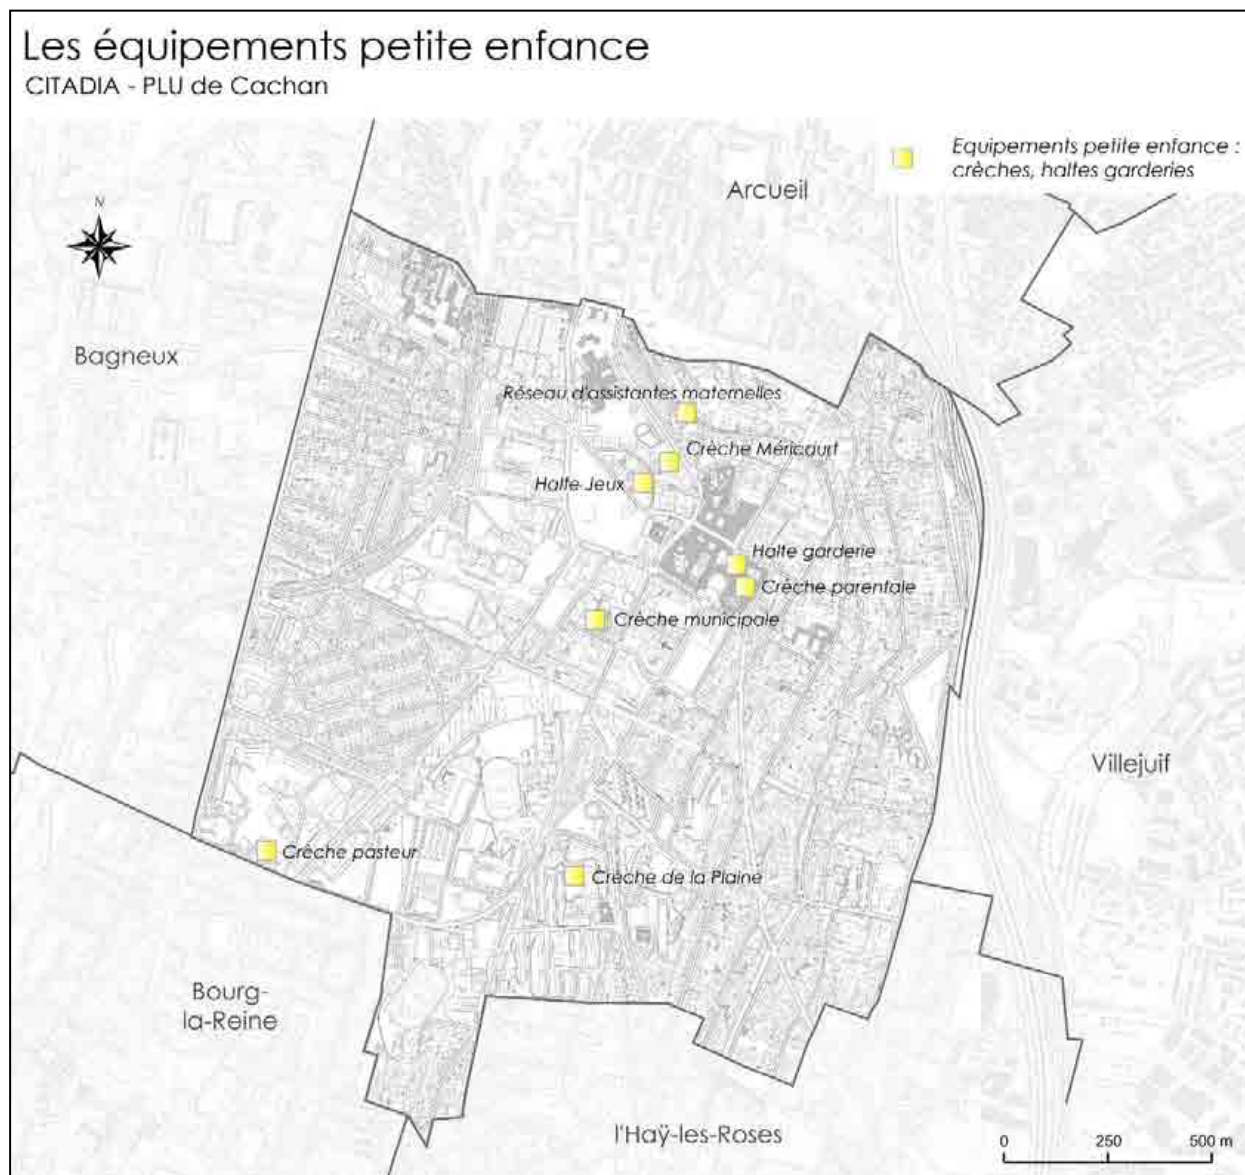 Les équipements petite enfance
CITADIA - PLU de Cachan
Equipements petite enfance :
crèches, haltes garderies
Arcueil
N
Bagneux
Réseau d'assistantes maternelles
Crèche Méricourt
Halte Jeux
Halte garderie
Crèche parentale
Crèche municipale
Villejuif
Crèche pasteur
Crèche de la Plaine
Bourg-
la-Reine
l'Haÿ-les-Roses
0 250 500 m